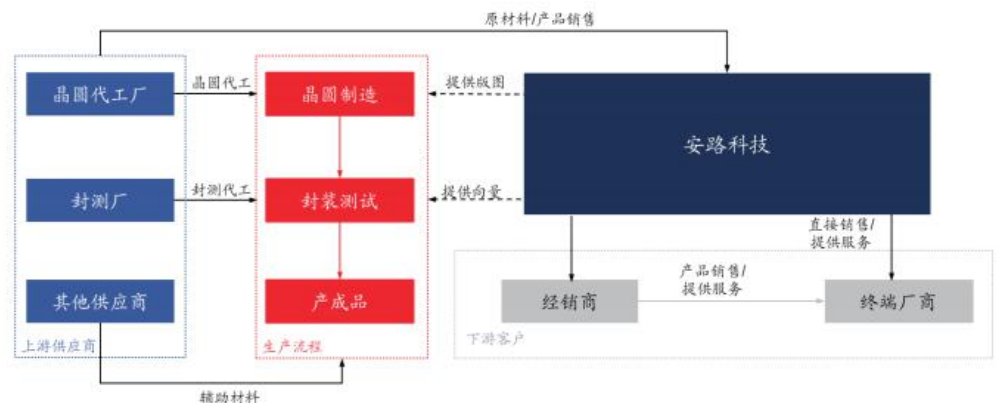 原材料/产品销售
晶圆代工厂
晶圆代工
晶圆制造
提供版图
安路科技
封测厂
封测代工
封装测试
提供向量
直接销售/
提供服务
其他供应商
产成品
经销商
产品销售/
提供服务
终端厂商
上游供应商
生产流程
下游客户
辅助材料